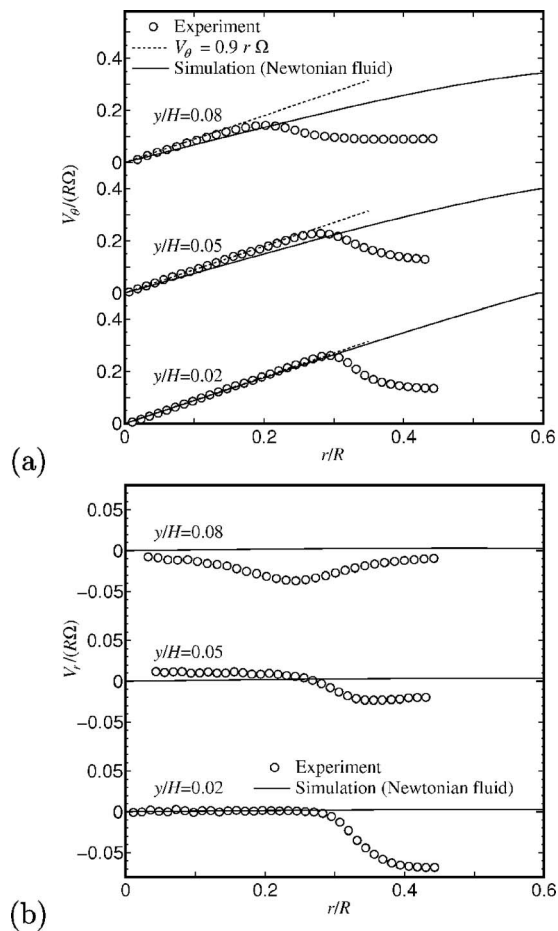 Experiment
Vθ = 0.9 r Ω
Simulation (Newtonian fluid)
0.4
y/H=0.08
0.2
0
0.4
y/H=0.05
0.2
0
0.4
y/H=0.02
0.2
0
Vθ/(RΩ)
0 0.2 0.4 0.6
r/R
(a)
0.05
y/H=0.08
0
−0.05
0.05
y/H=0.05
0
−0.05
0.05
Experiment
Simulation (Newtonian fluid)
y/H=0.02
0
−0.05
Vr/(RΩ)
0 0.2 0.4 0.6
r/R
(b)